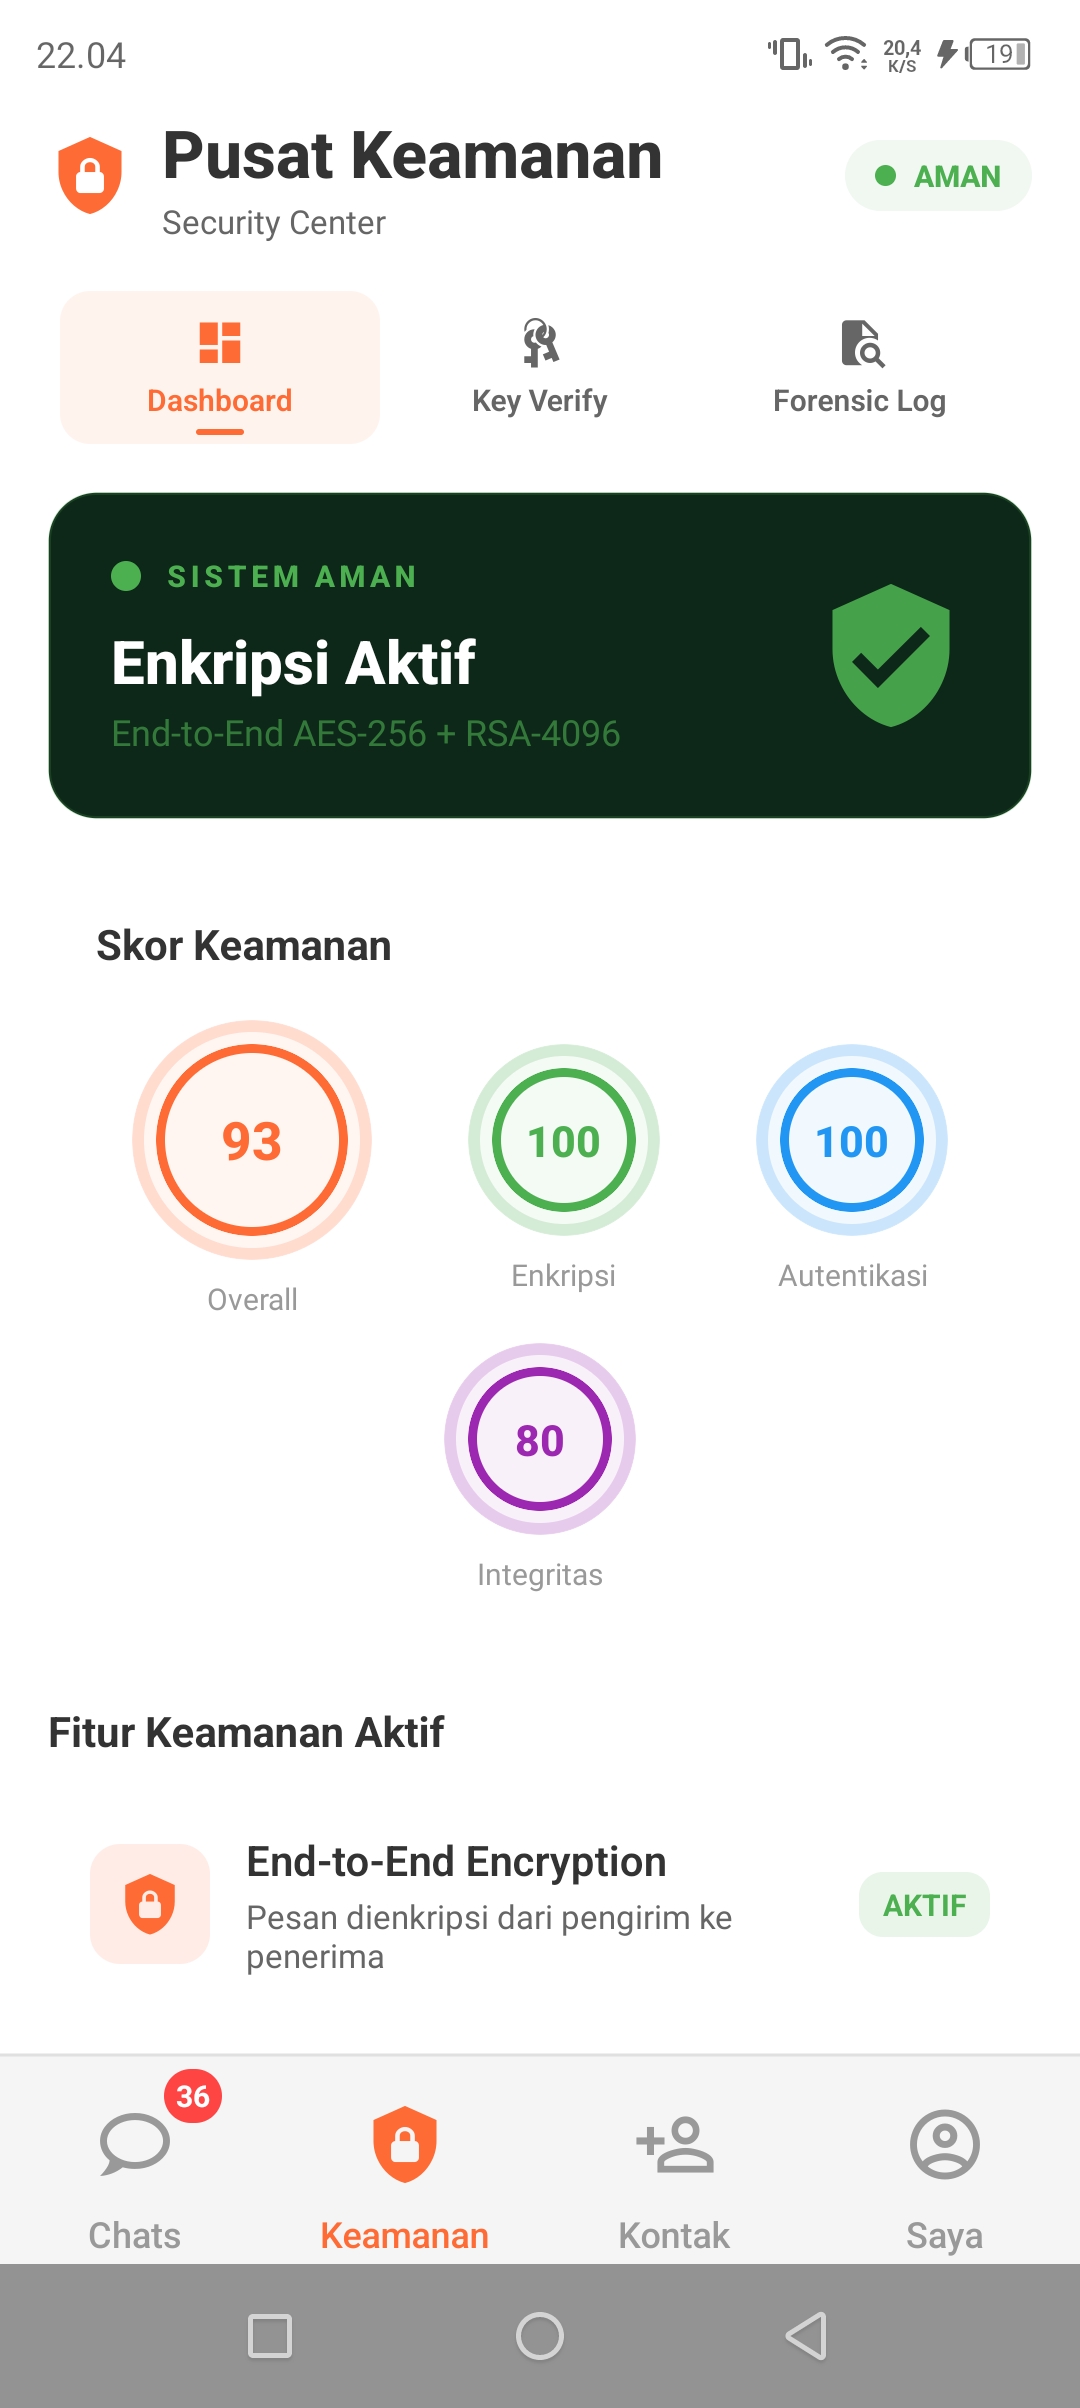 22.04
20,4
K/S
19
Pusat Keamanan
Security Center
AMAN
Dashboard
Key Verify
Forensic Log
SISTEM AMAN
Enkripsi Aktif
End-to-End AES-256 + RSA-4096
Skor Keamanan
93
100
100
Overall
Enkripsi
Autentikasi
80
Integritas
Fitur Keamanan Aktif
End-to-End Encryption
Pesan dienkripsi dari pengirim ke
penerima
AKTIF
36
Chats
Keamanan
Kontak
Saya